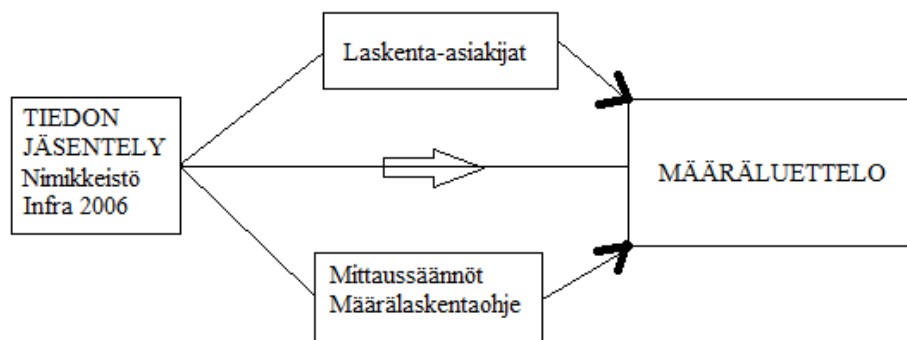 Laskenta-asiakijat
TIEDON
JÄSENTELY
Nimikkeistö
Infra 2006
MÄÄRÄLUETTELO
Mittaussäännöt
Määrälaskentaohje